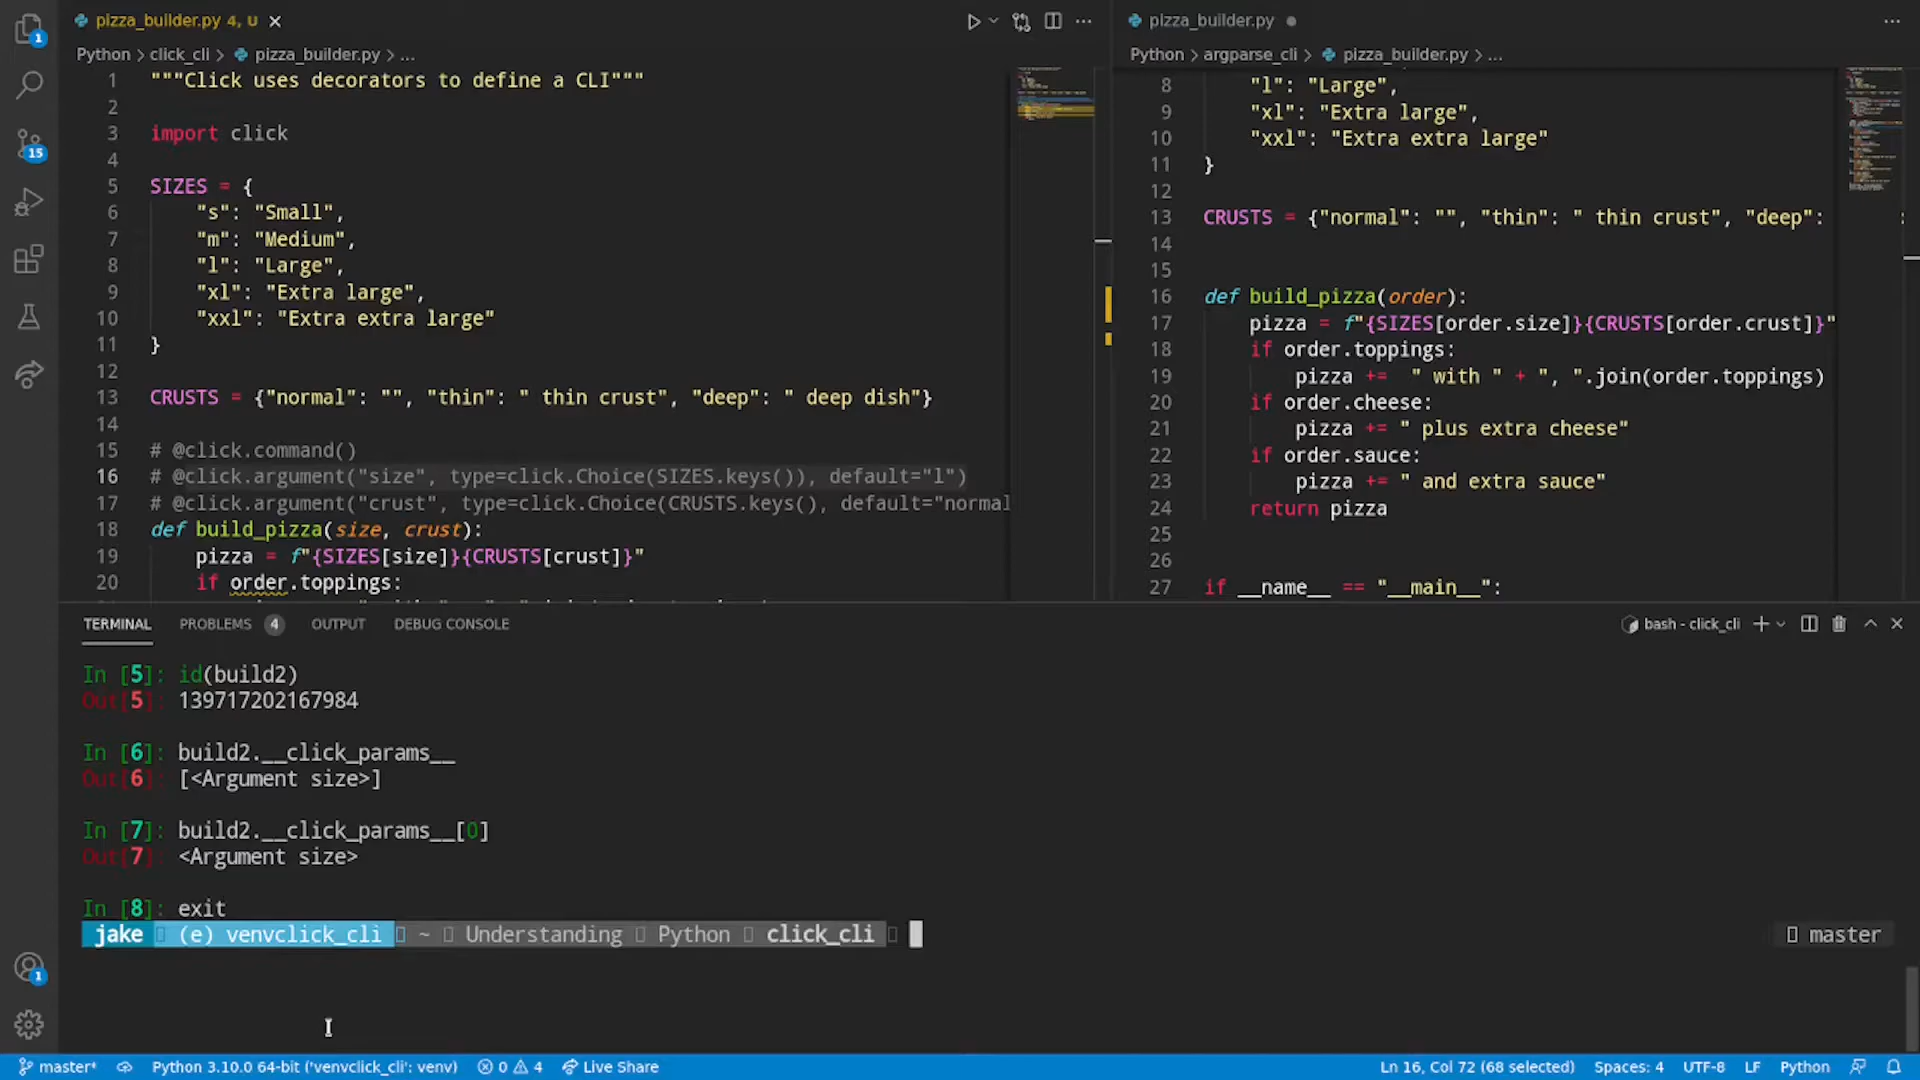 pizza_builder.py 4, U
Python > click_cli > pizza_builder.py > ...
1 """Click uses decorators to define a CLI"""
2
3 import click
4
5 SIZES = {
6 "s": "Small",
7 "m": "Medium",
8 "l": "Large",
9 "xl": "Extra large",
10 "xxl": "Extra extra large"
11 }
12
13 CRUSTS = {"normal": "", "thin": " thin crust", "deep": " deep dish"}
14
15 # @click.command()
16 # @click.argument("size", type=click.Choice(SIZES.keys()), default="l")
17 # @click.argument("crust", type=click.Choice(CRUSTS.keys(), default="normal
18 def build_pizza(size, crust):
19 pizza = f"{SIZES[size]}{CRUSTS[crust]}"
20 if order.toppings:
pizza_builder.py
Python > argparse_cli > pizza_builder.py > ...
8 "l": "Large",
9 "xl": "Extra large",
10 "xxl": "Extra extra large"
11 }
12
13 CRUSTS = {"normal": "", "thin": " thin crust", "deep":
14
15
16 def build_pizza(order):
17 pizza = f"{SIZES[order.size]}{CRUSTS[order.crust]}"
18 if order.toppings:
19 pizza += " with " + ", ".join(order.toppings)
20 if order.cheese:
21 pizza += " plus extra cheese"
22 if order.sauce:
23 pizza += " and extra sauce"
24 return pizza
25
26
27 if __name__ == "__main__":
1
15
1
TERMINAL PROBLEMS 4 OUTPUT DEBUG CONSOLE
bash - click_cli
In [5]: id(build2)
Out[5]: 139717202167984
In [6]: build2.__click_params__
Out[6]: [<Argument size>]
In [7]: build2.__click_params__[0]
Out[7]: <Argument size>
In [8]: exit
jake (e) venvclick_cli ~ Understanding Python click_cli
master
master* Python 3.10.0 64-bit ('venvclick_cli': venv) 0 4 Live Share
Ln 16, Col 72 (68 selected) Spaces: 4 UTF-8 LF Python